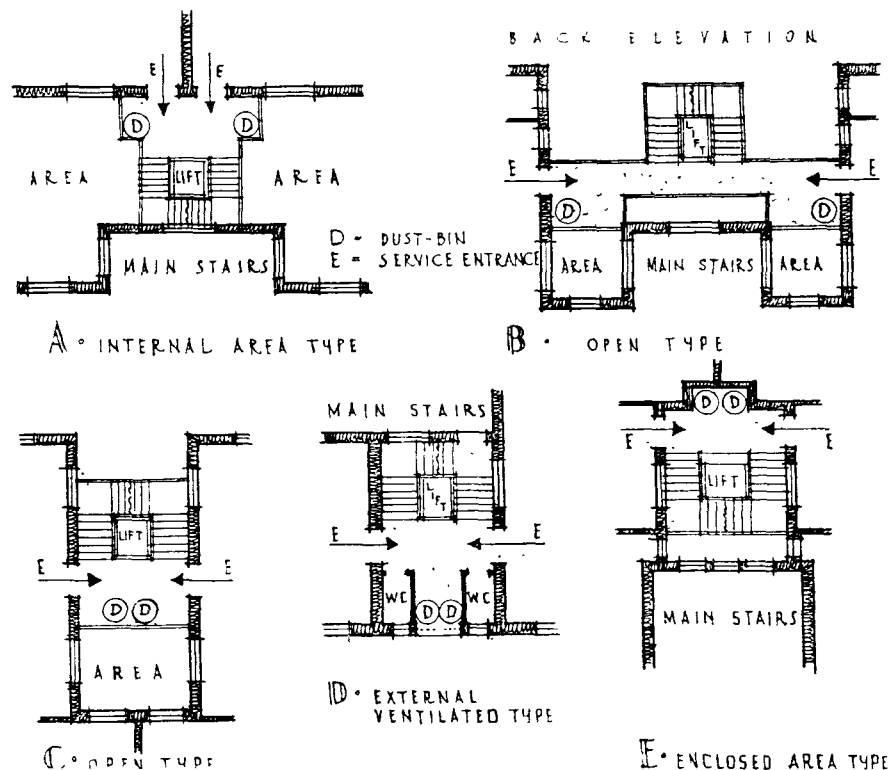 BACK ELEVATION
E E
D D
AREA LIFT AREA
MAIN STAIRS
D = DUST-BIN
E = SERVICE ENTRANCE
A • INTERNAL AREA TYPE
LIFT
E E
D D
AREA MAIN STAIRS AREA
B • OPEN TYPE
LIFT
E E
D D
AREA
C • OPEN TYPE
MAIN STAIRS
LIFT
E E
WC D D WC
D • EXTERNAL
VENTILATED TYPE
D D
E E
LIFT
MAIN STAIRS
E • ENCLOSED AREA TYPE